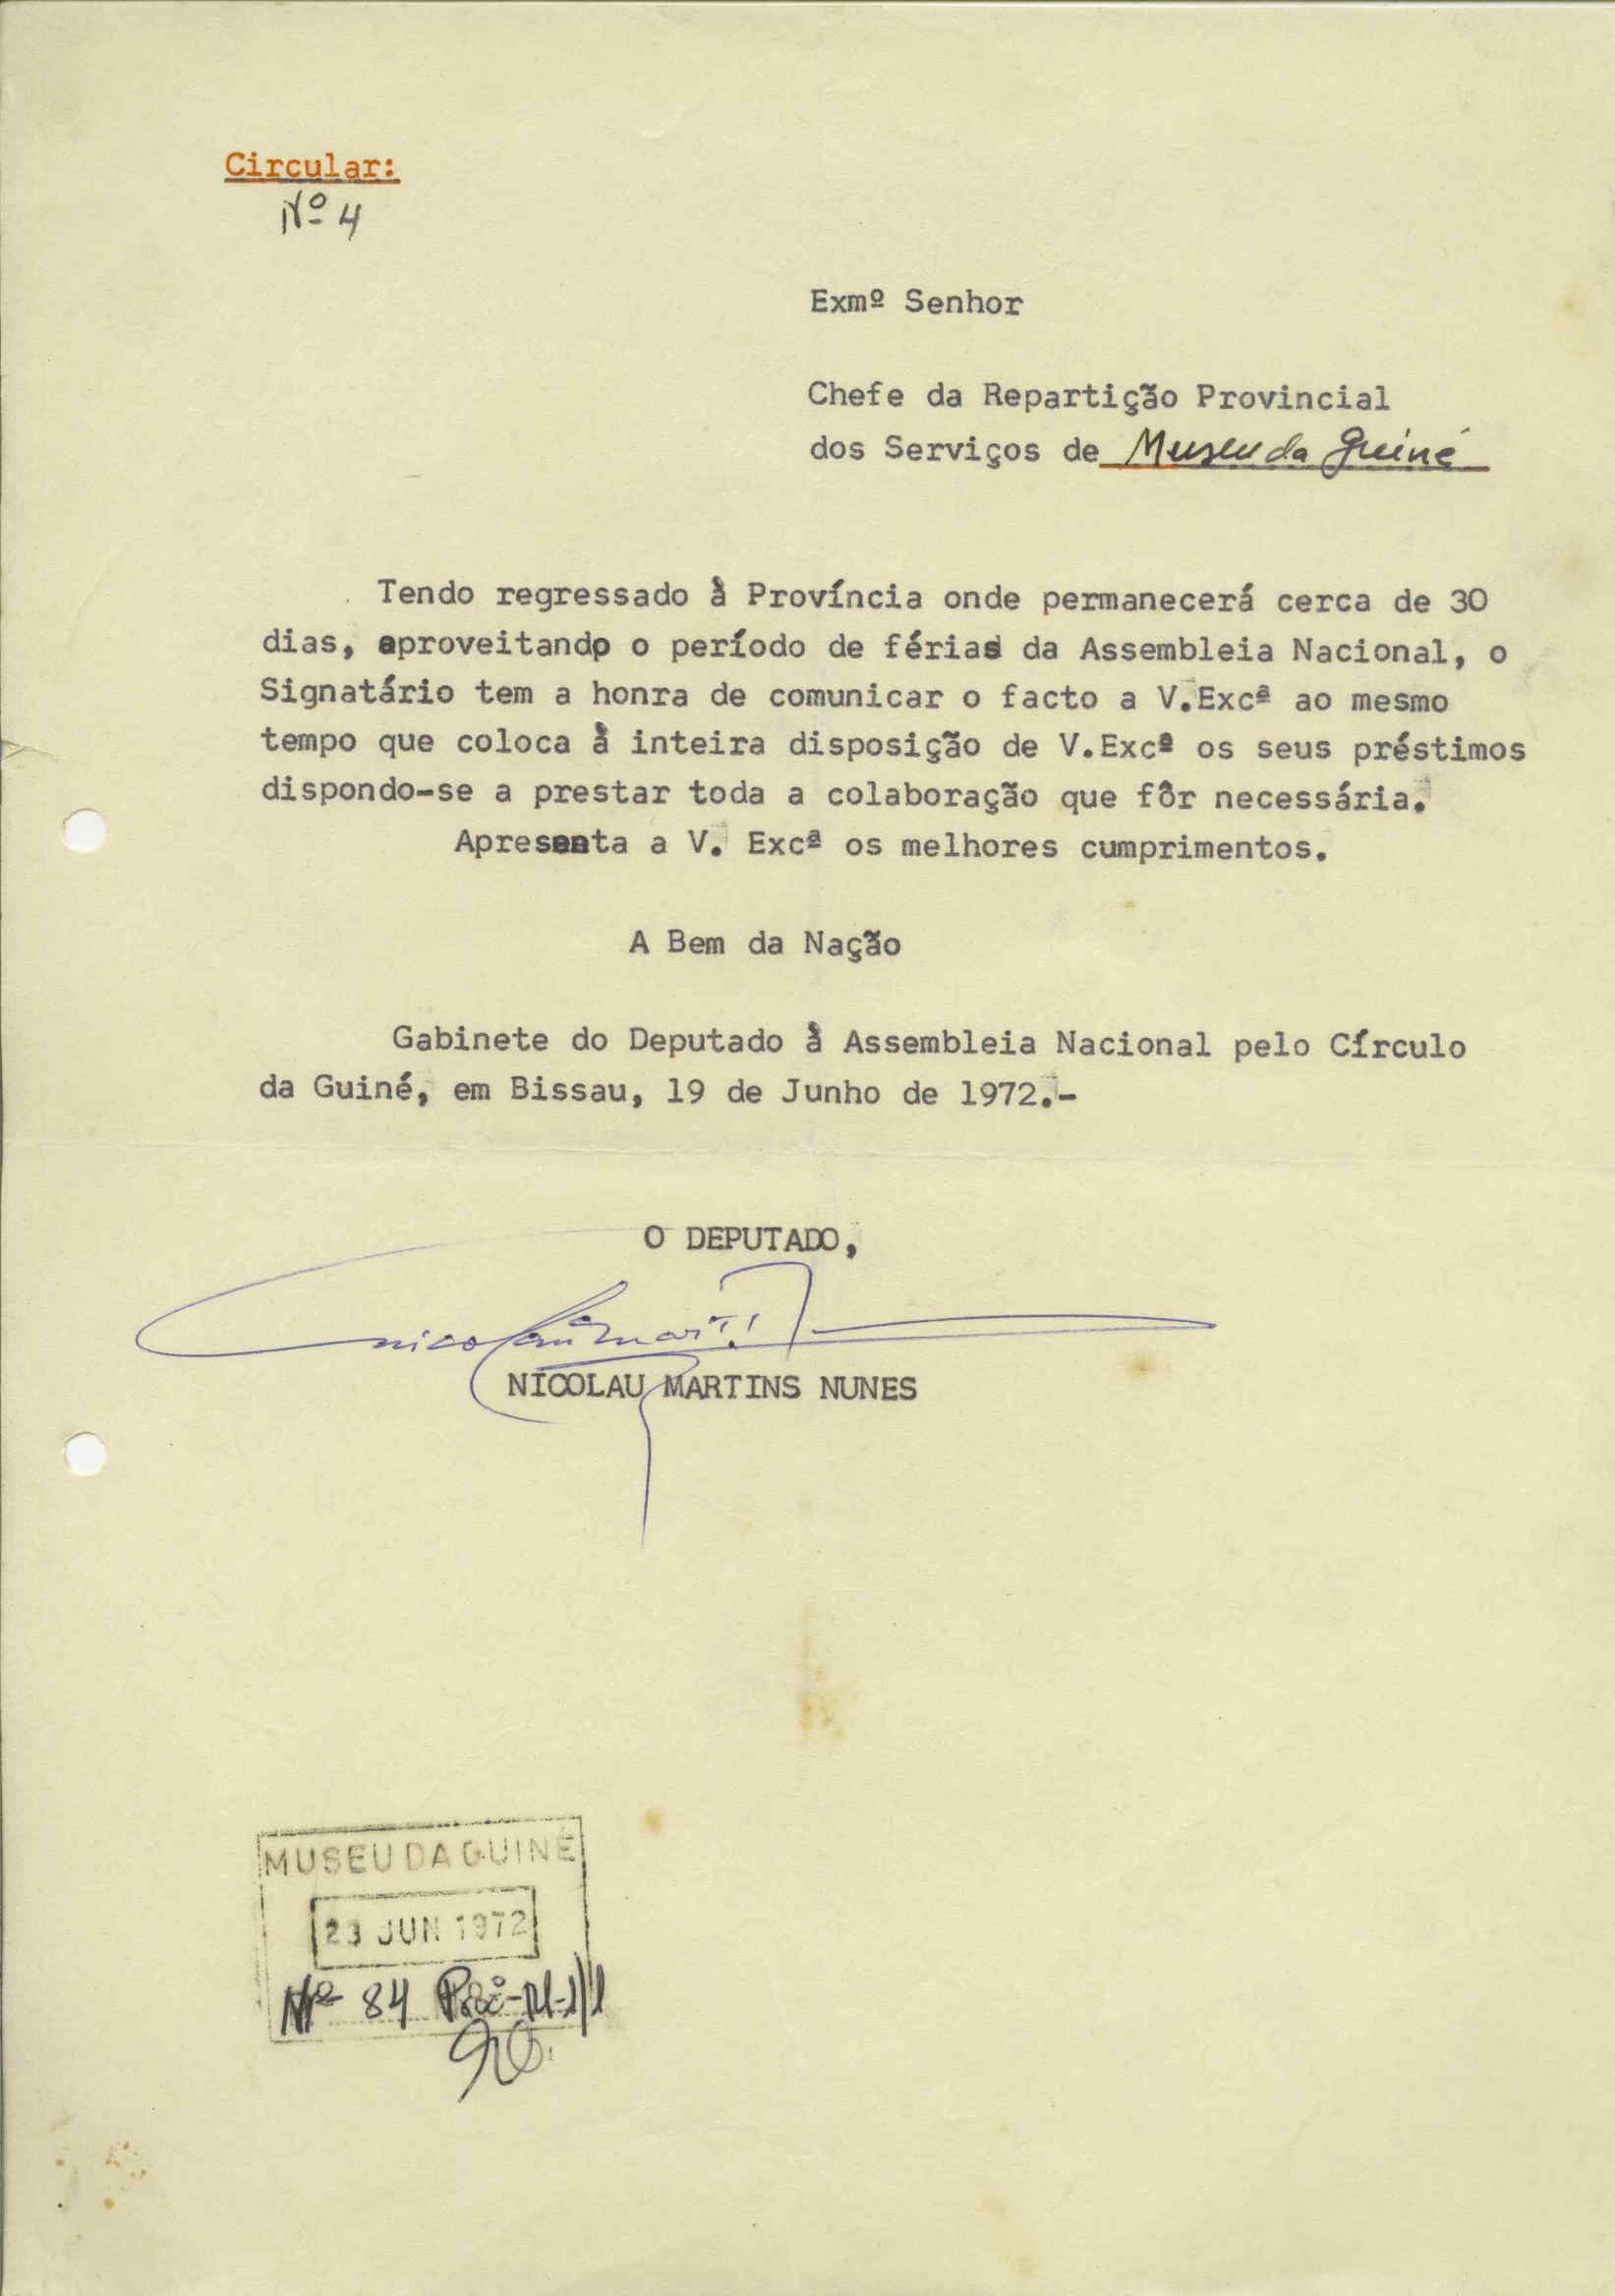 Circular:
Nº 4
Exmº Senhor
Chefe da Repartição Provincial
dos Serviços de Museu da Guiné
Tendo regressado à Província onde permanecerá cerca de 30
dias, aproveitando o período de férias da Assembleia Nacional, o
Signatário tem a honra de comunicar o facto a V.Excª ao mesmo
tempo que coloca à inteira disposição de V.Excª os seus préstimos
dispondo-se a prestar toda a colaboração que fôr necessária.
Apresenta a V. Excª os melhores cumprimentos.
A Bem da Nação
Gabinete do Deputado à Assembleia Nacional pelo Círculo
da Guiné, em Bissau, 19 de Junho de 1972.-
O DEPUTADO,
NICOLAU MARTINS NUNES
MUSEU DA GUINÉ
23 JUN 1972
Nº 84